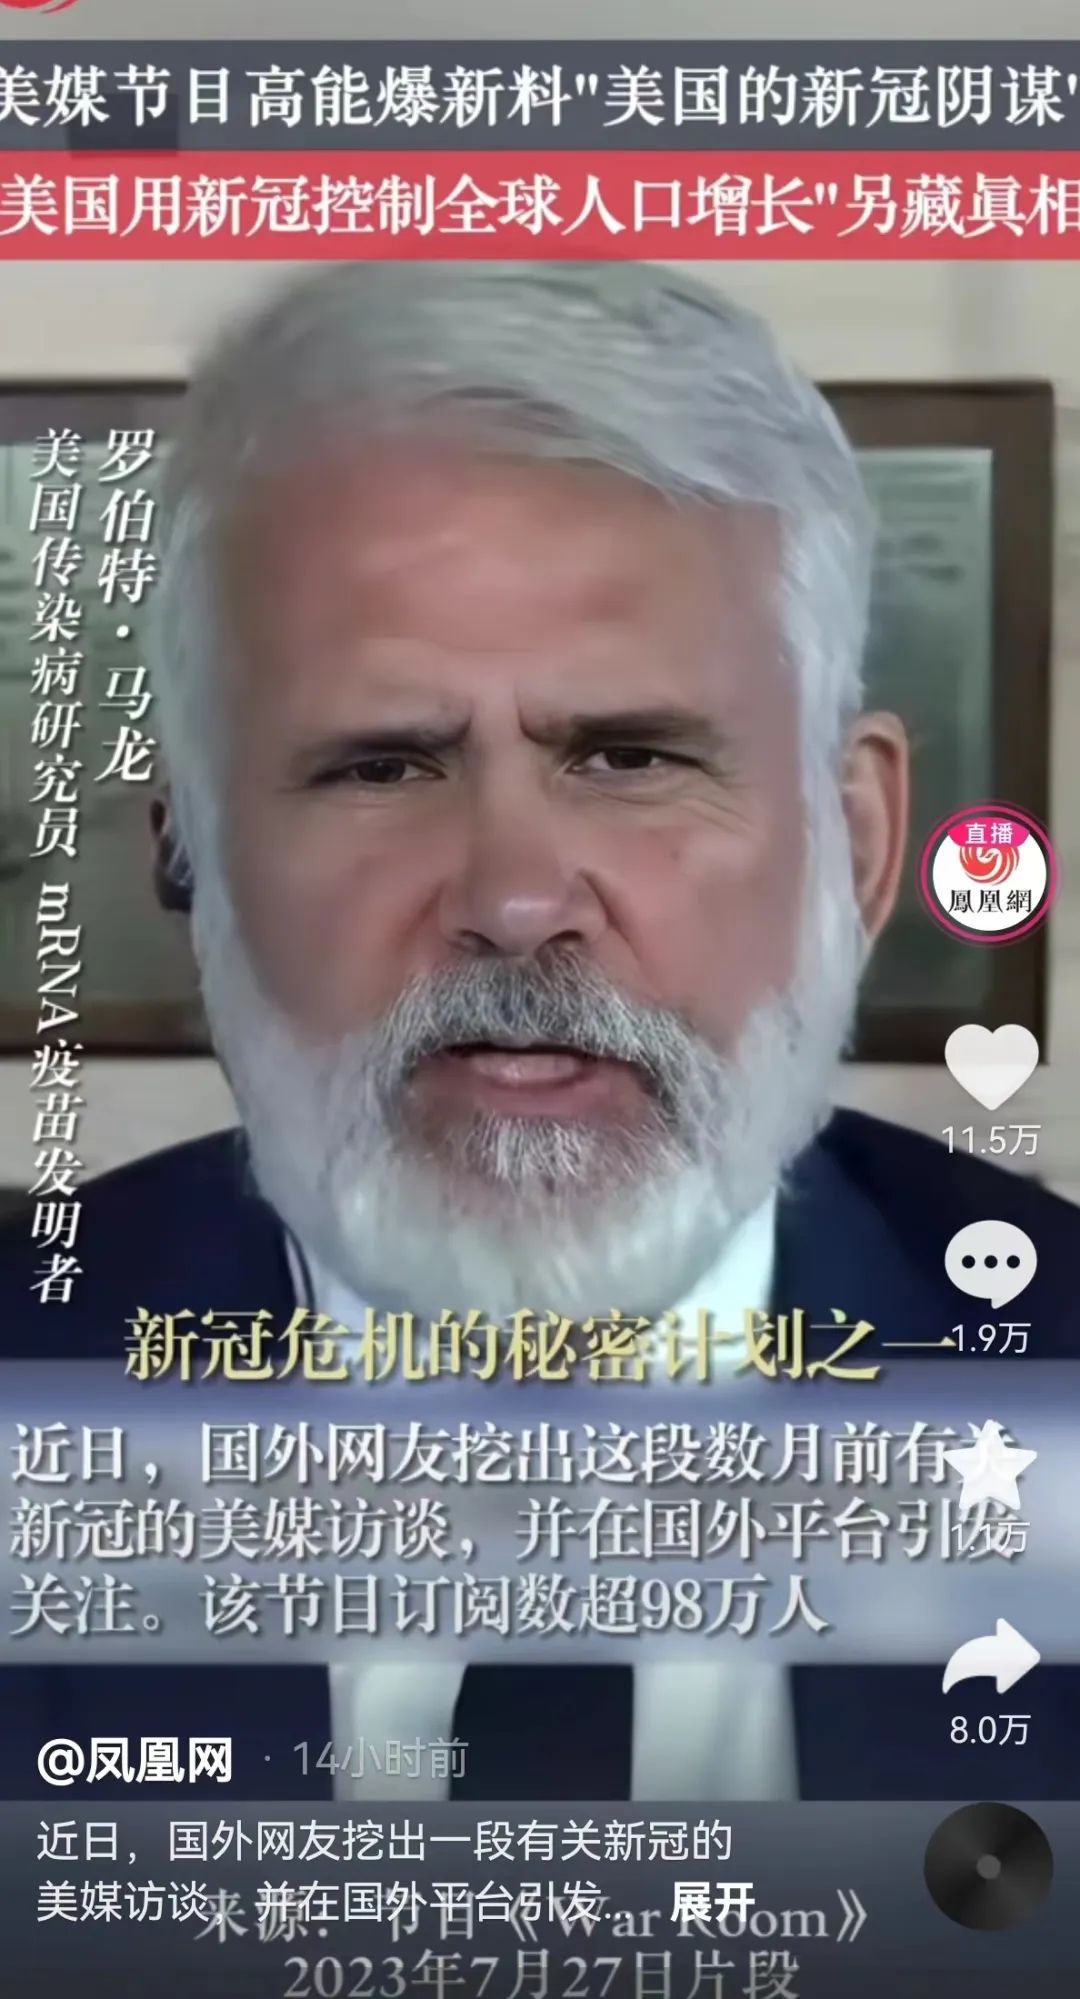 美媒节目高能爆新料"美国的新冠阴谋"
美国用新冠控制全球人口增长"另藏真相
罗伯特·马龙
美国传染病研究员 mRNA疫苗发明者
直播
鳳凰網
11.5万
新冠危机的秘密计划之一
1.9万
近日，国外网友挖出这段数月前有关
新冠的美媒访谈，并在国外平台引发
1.1万
关注。该节目订阅数超98万人
8.0万
@凤凰网 · 14小时前
近日，国外网友挖出一段有关新冠的
美媒访谈，并在国外平台引发... 展开
来源：节目《War Room》
2023年7月27日片段